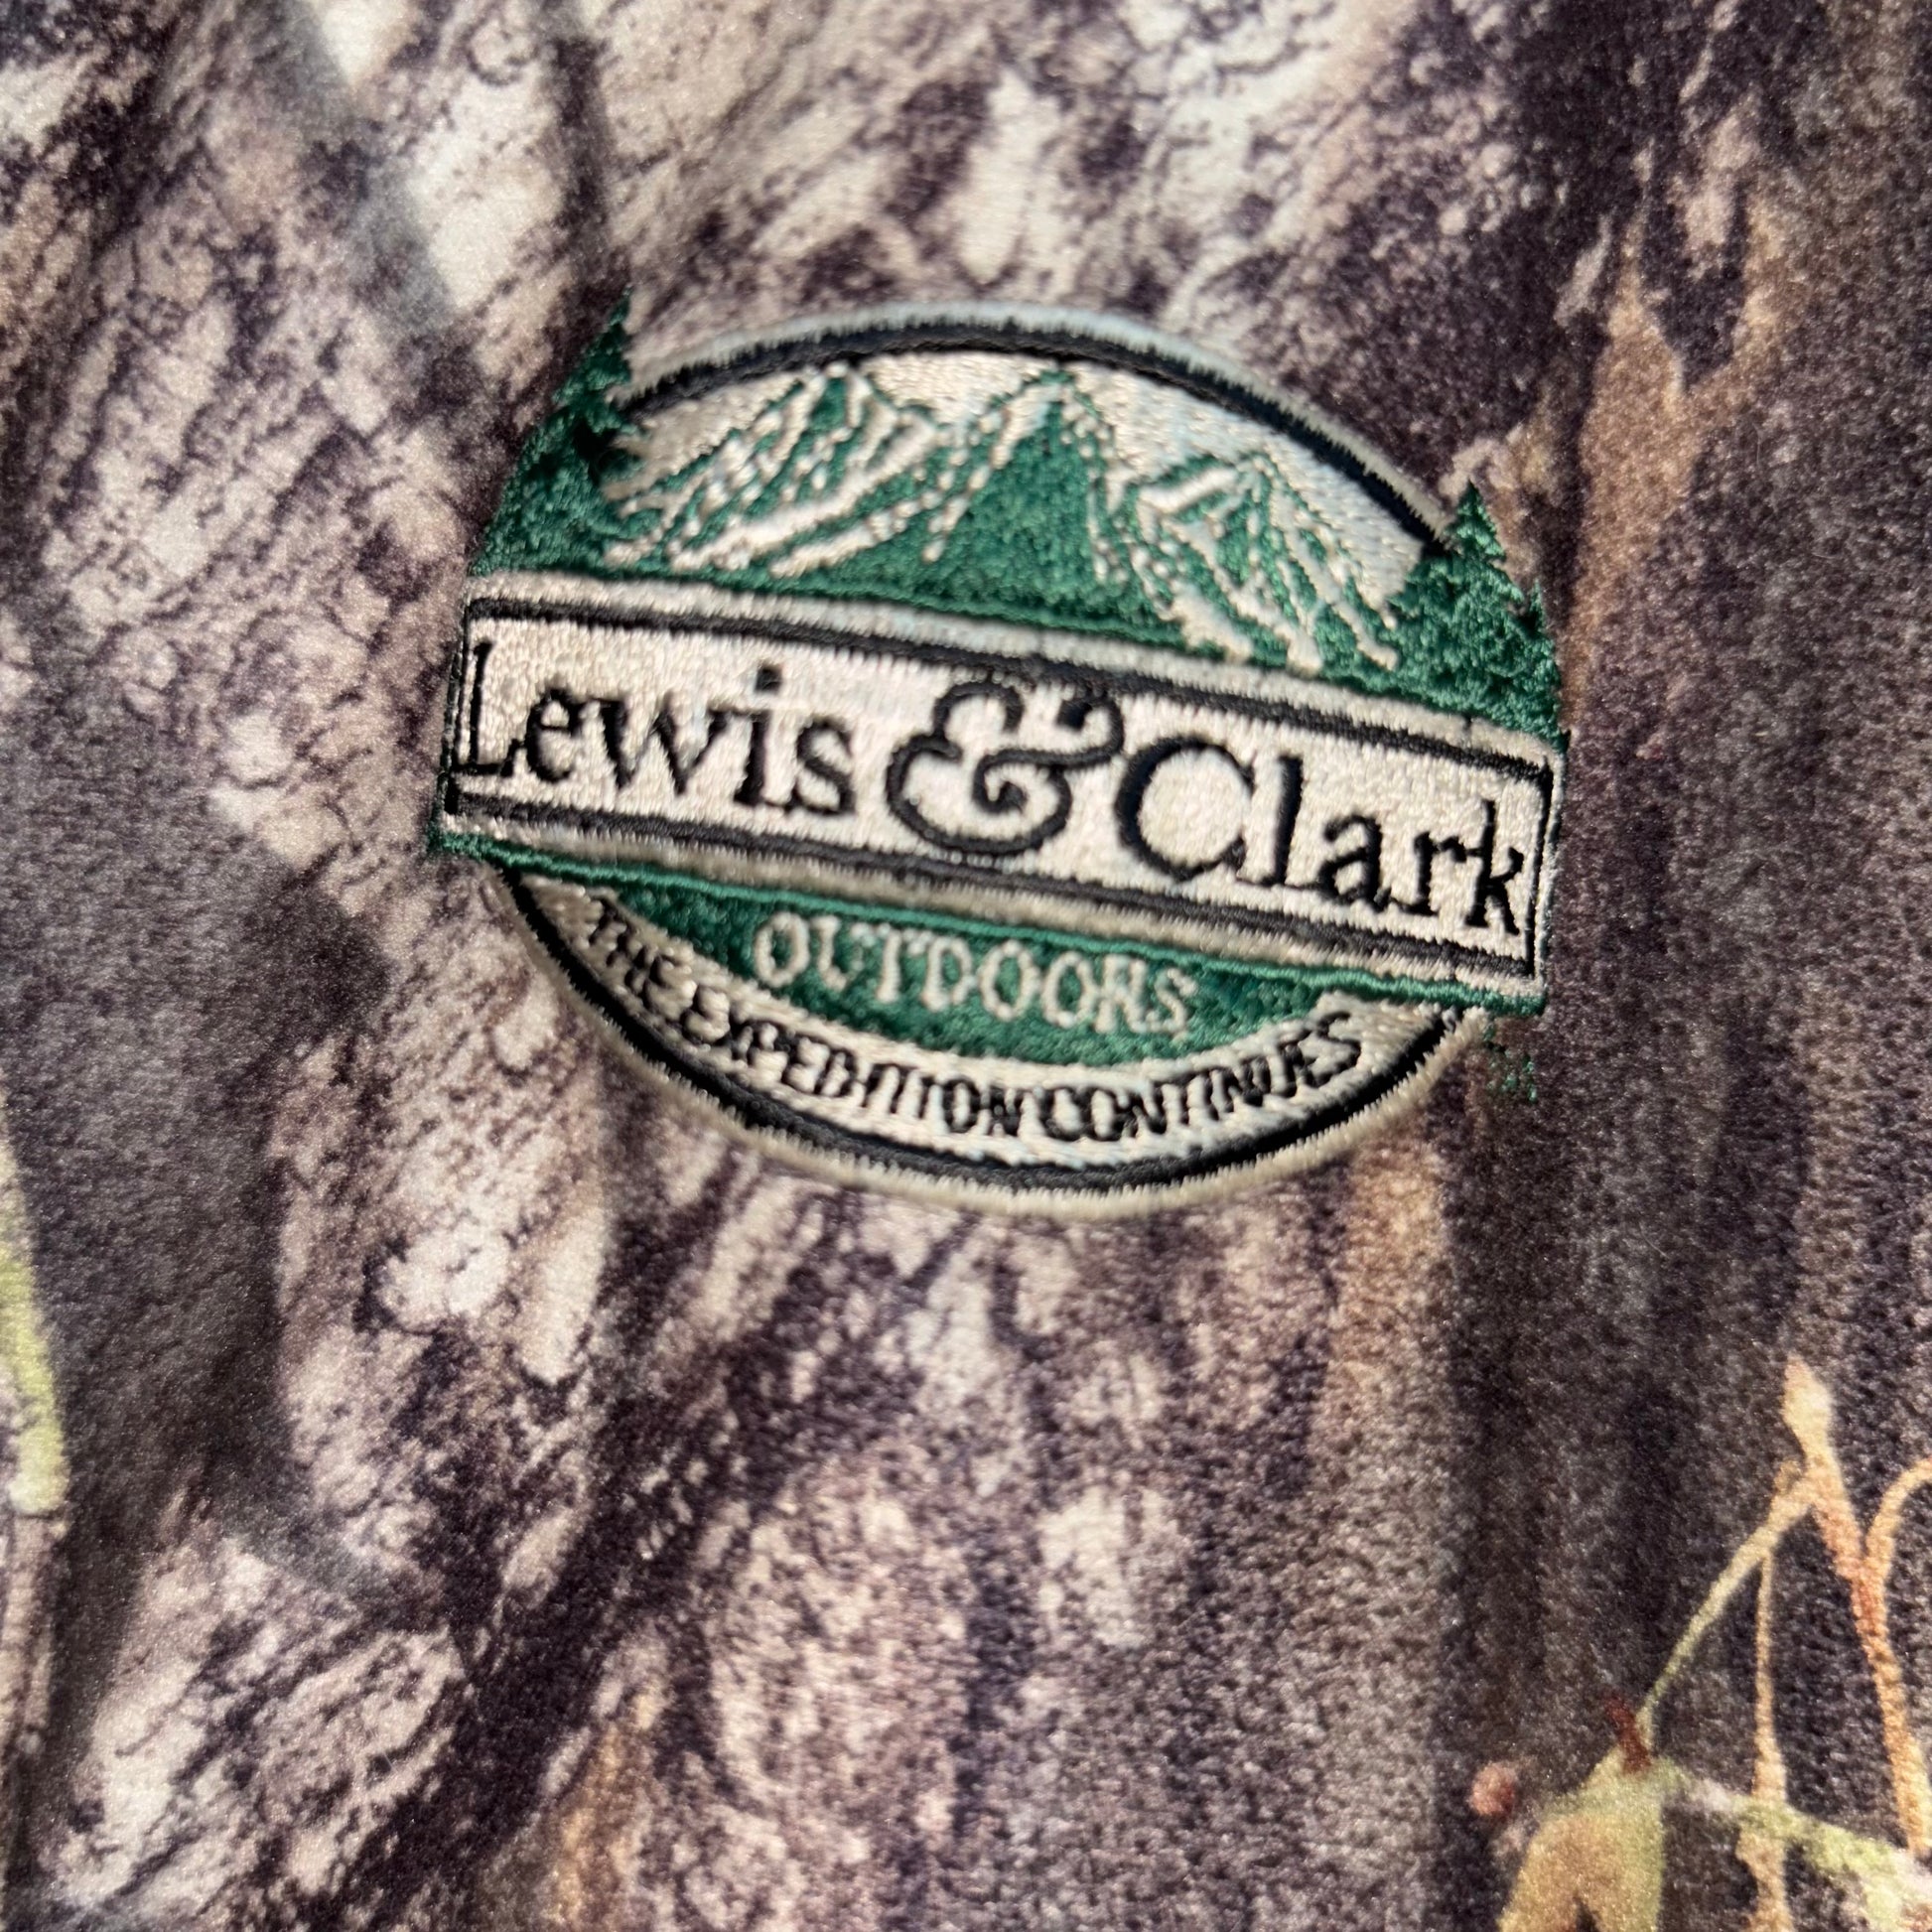 Lewis & Clark
OUTDOORS
THE EXPEDITION CONTINUES